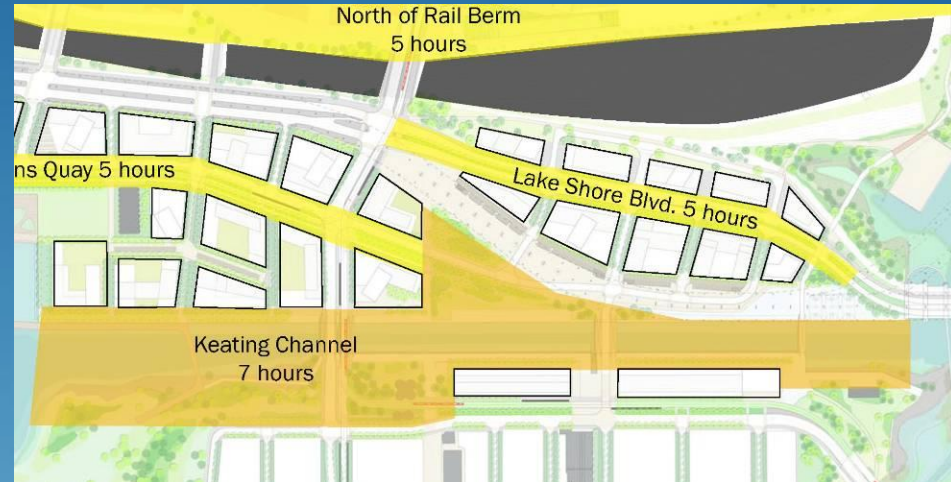 North of Rail Berm
5 hours
ns Quay 5 hours
Lake Shore Blvd. 5 hours
Keating Channel
7 hours